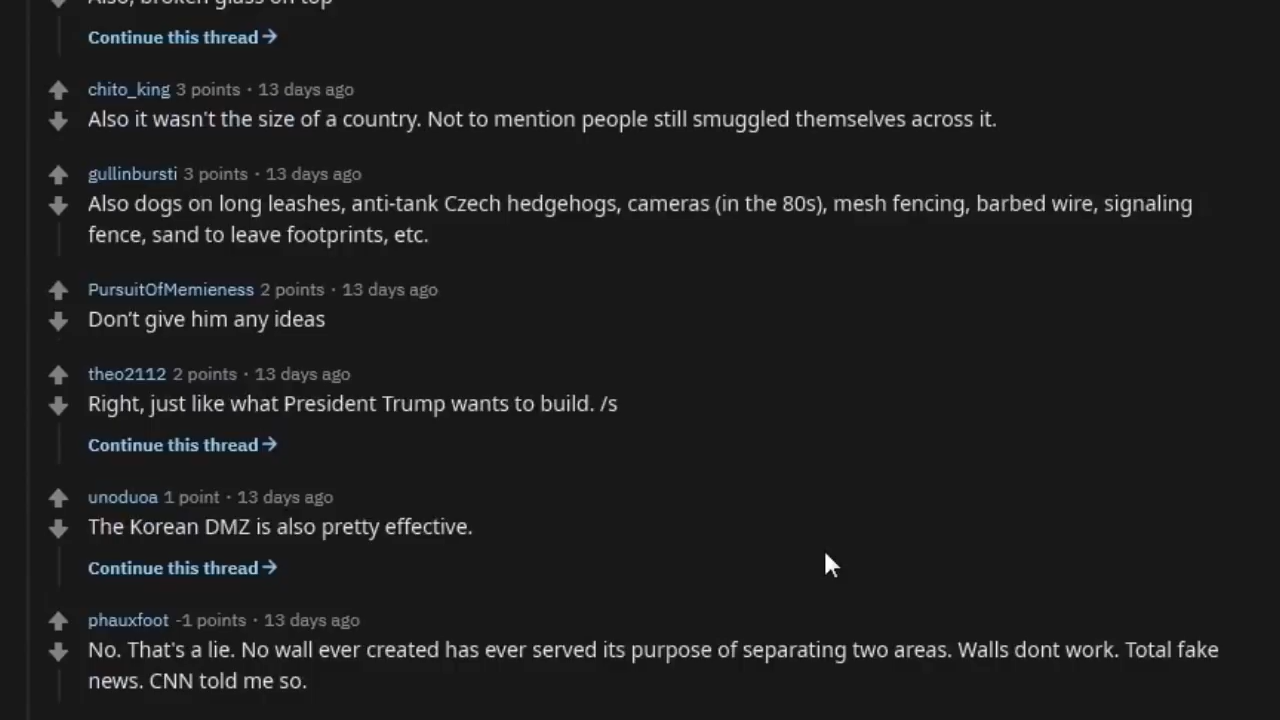 Also, broken glass on top
Continue this thread→
chito_king 3 points · 13 days ago
Also it wasn't the size of a country. Not to mention people still smuggled themselves across it.
gullinbursti 3 points · 13 days ago
Also dogs on long leashes, anti-tank Czech hedgehogs, cameras (in the 80s), mesh fencing, barbed wire, signaling
fence, sand to leave footprints, etc.
PursuitOfMemieness 2 points · 13 days ago
Don’t give him any ideas
theo2112 2 points · 13 days ago
Right, just like what President Trump wants to build. /s
Continue this thread→
unoduoa 1 point · 13 days ago
The Korean DMZ is also pretty effective.
Continue this thread→
phauxfoot -1 points · 13 days ago
No. That's a lie. No wall ever created has ever served its purpose of separating two areas. Walls dont work. Total fake
news. CNN told me so.